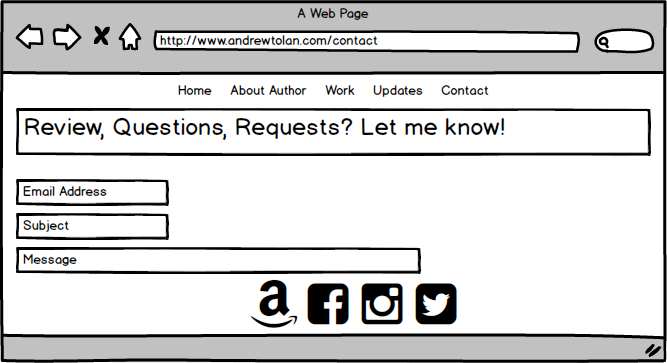 A Web Page
http://www.andrewtolan.com/contact
Home About Author Work Updates Contact
Review, Questions, Requests? Let me know!
Email Address
Subject
Message